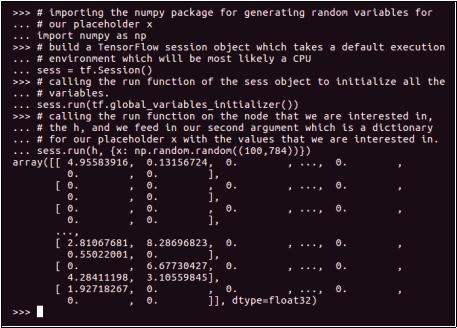 >>> # importing the numpy package for generating random variables for
... # our placeholder x
... import numpy as np
>>> # build a TensorFlow session object which takes a default execution
... # environment which will be most likely a CPU
... sess = tf.Session()
>>> # calling the run function of the sess object to initialize all the
... # variables.
... sess.run(tf.global_variables_initializer())
>>> # calling the run function on the node that we are interested in,
... # the h, and we feed in our second argument which is a dictionary
... # for our placeholder x with the values that we are interested in.
... sess.run(h, {x: np.random.random((100,784))})
array([[ 4.95583916, 0.13156724, 0. , ..., 0. ,
0. , 0. ],
[ 0. , 0. , 0. , ..., 0. ,
0. , 0. ],
[ 0. , 0. , 0. , ..., 0. ,
0. , 0. ],
...,
[ 2.81067681, 8.28696823, 0. , ..., 0. ,
0.55022001, 0. ],
[ 0. , 6.67730427, 0. , ..., 0. ,
4.28411198, 3.10559845],
[ 1.92718267, 0. , 0. , ..., 0. ,
0. , 0. ]], dtype=float32)
>>>